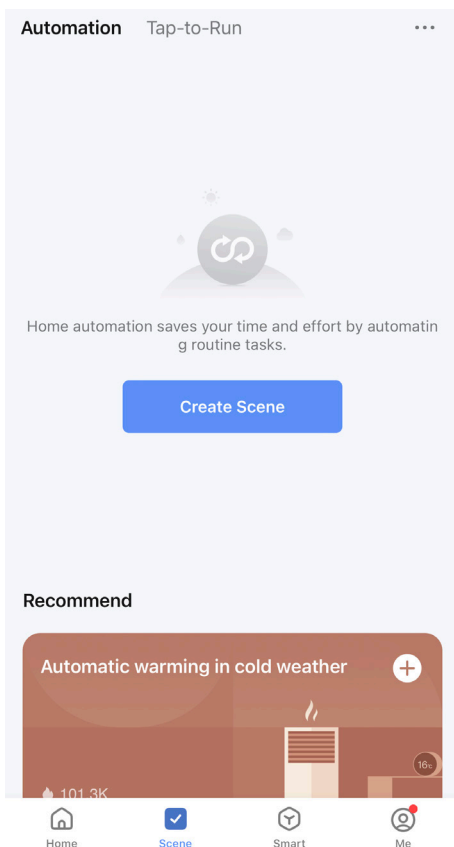 Automation Tap-to-Run
Home automation saves your time and effort by automatin
g routine tasks.
Create Scene
Recommend
Automatic warming in cold weather
16c
101.3K
Home Scene Smart Me